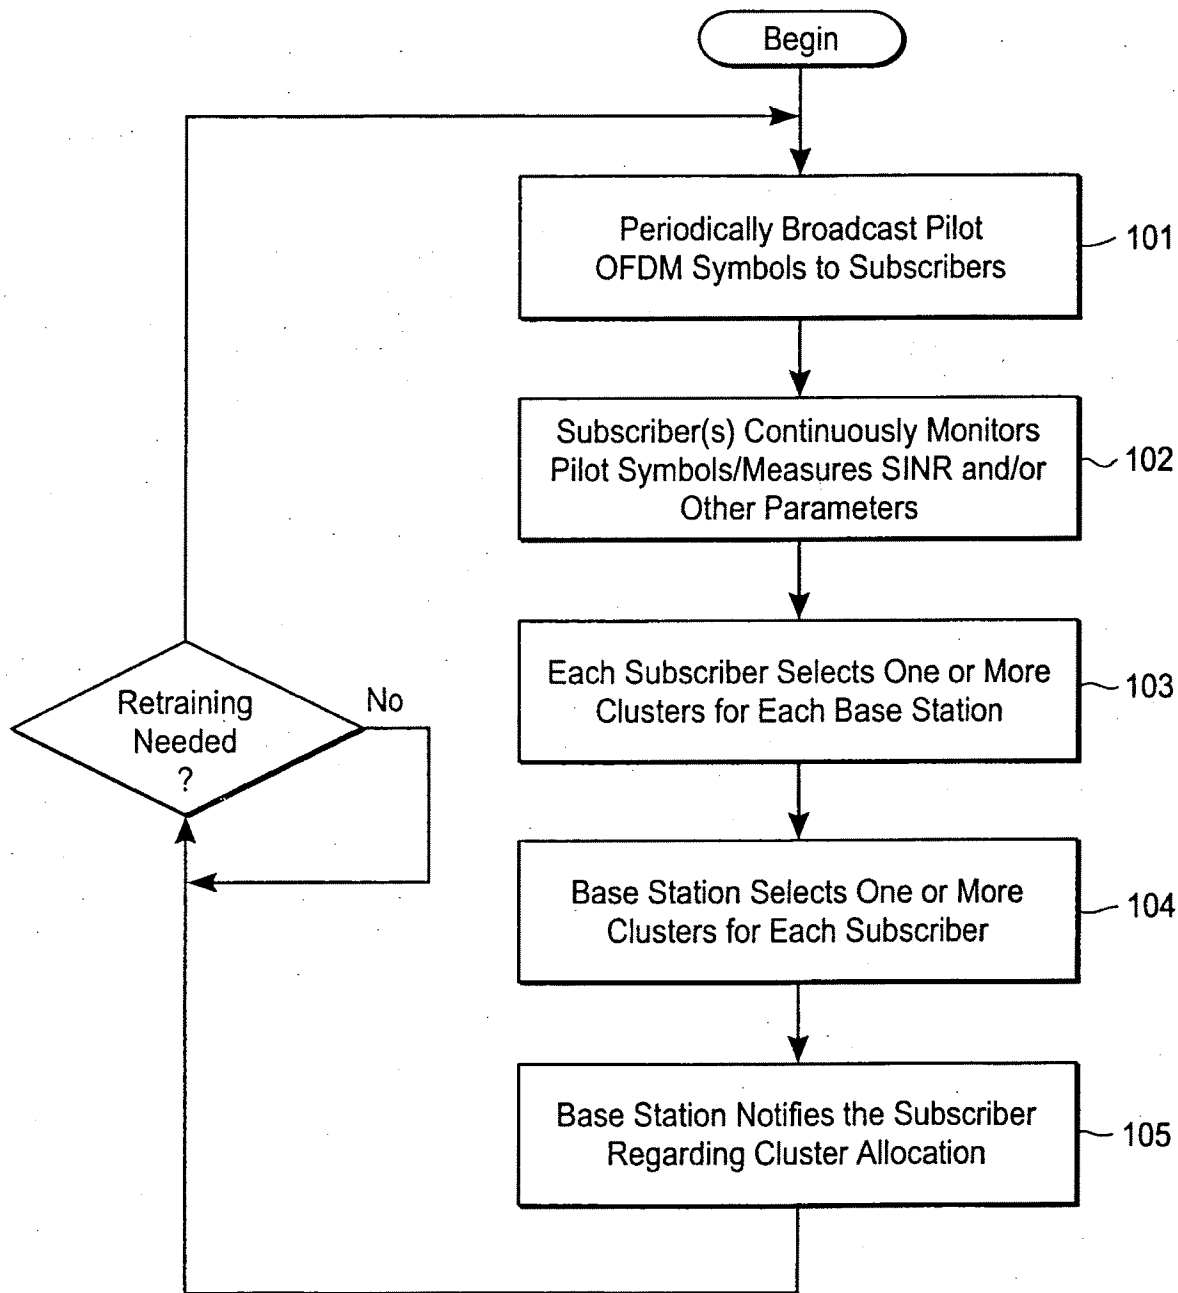 Begin
Periodically Broadcast Pilot
OFDM Symbols to Subscribers
101
Subscriber(s) Continuously Monitors
Pilot Symbols/Measures SINR and/or
Other Parameters
102
Each Subscriber Selects One or More
Clusters for Each Base Station
103
Retraining
Needed
?
No
Base Station Selects One or More
Clusters for Each Subscriber
104
Base Station Notifies the Subscriber
Regarding Cluster Allocation
105